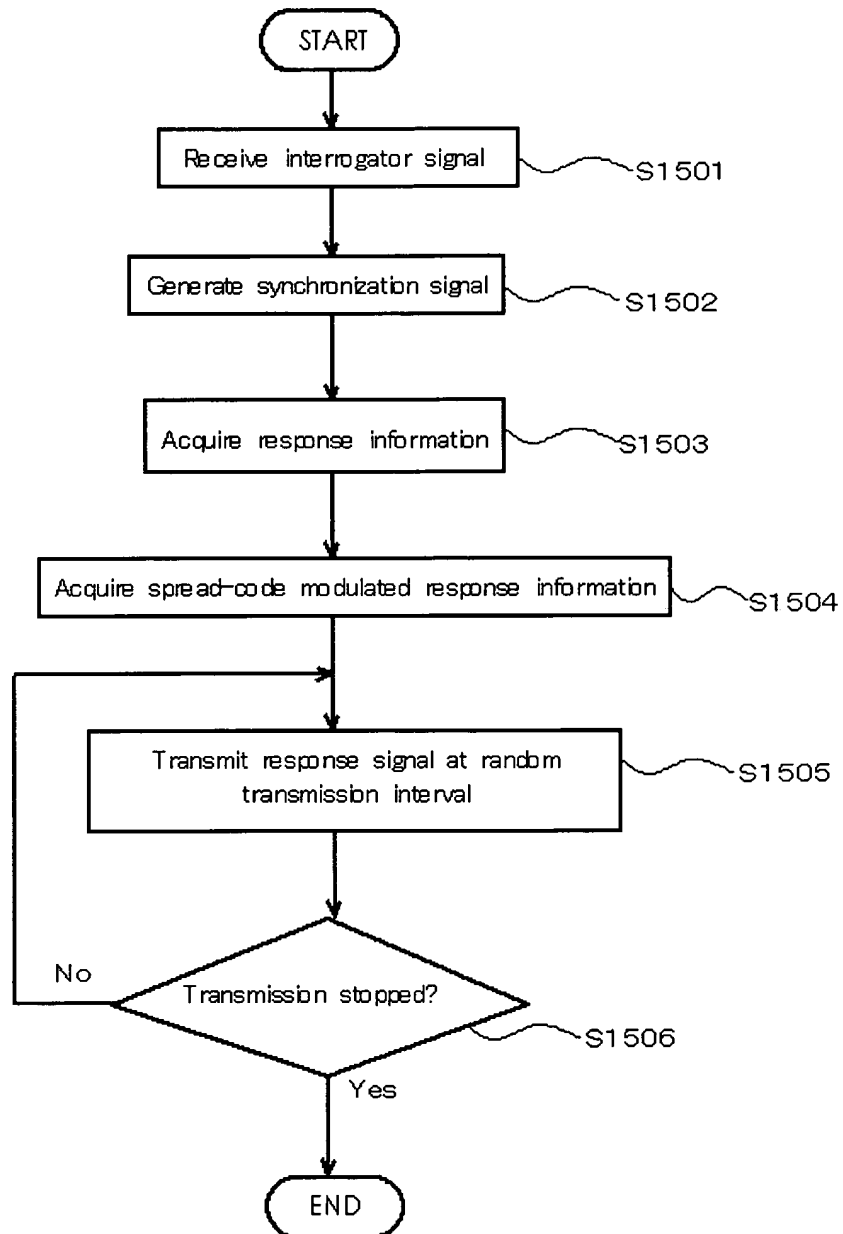 START
Receive interrogator signal
S1501
Generate synchronization signal
S1502
Acquire response information
S1503
Acquire spread-code modulated response information
S1504
Transmit response signal at random
transmission interval
S1505
No
Transmission stopped?
S1506
Yes
END